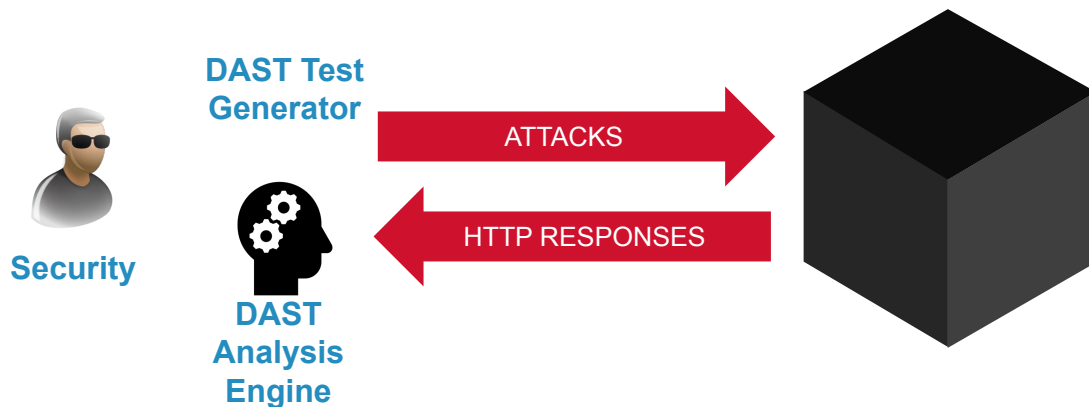 DAST Test
Generator
ATTACKS
HTTP RESPONSES
Security
DAST
Analysis
Engine